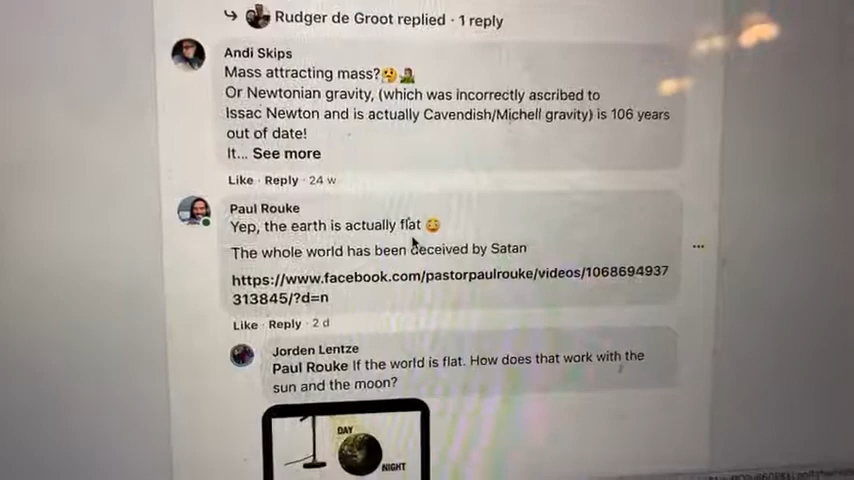 Rudger de Groot replied · 1 reply
Andi Skips
Mass attracting mass?🤔🤦‍♂️
Or Newtonian gravity, (which was incorrectly ascribed to
Issac Newton and is actually Cavendish/Michell gravity) is 106 years
out of date!
It... See more
Like · Reply · 24 w
Paul Rouke
Yep, the earth is actually flat 😳
The whole world has been deceived by Satan
https://www.facebook.com/pastorpaulrouke/videos/1068694937
313845/?d=n
Like · Reply · 2 d
Jorden Lentze
Paul Rouke If the world is flat. How does that work with the
sun and the moon?
DAY
NIGHT